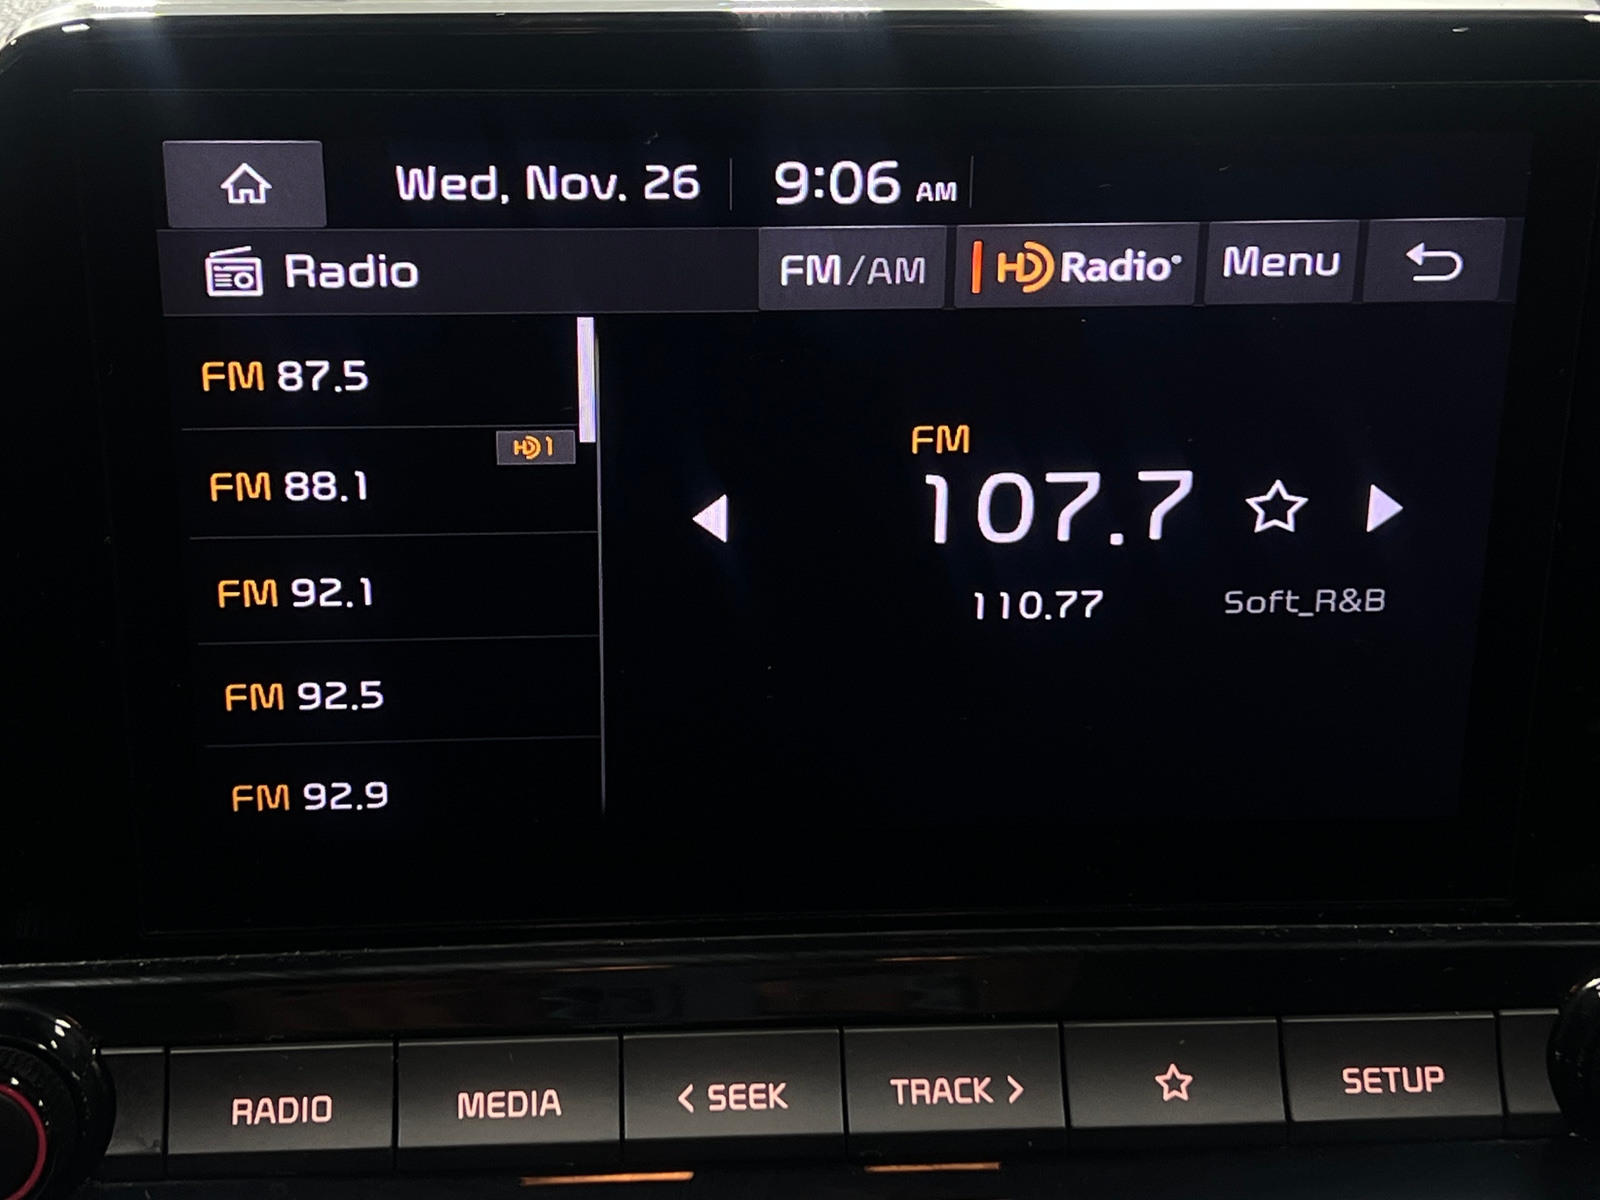 Wed, Nov. 26 9:06 AM
Radio FM/AM HD Radio Menu
FM 87.5
HD 1
FM 88.1
FM 92.1
FM 92.5
FM 92.9
FM
107.7
110.77 Soft_R&B
RADIO MEDIA < SEEK TRACK > SETUP